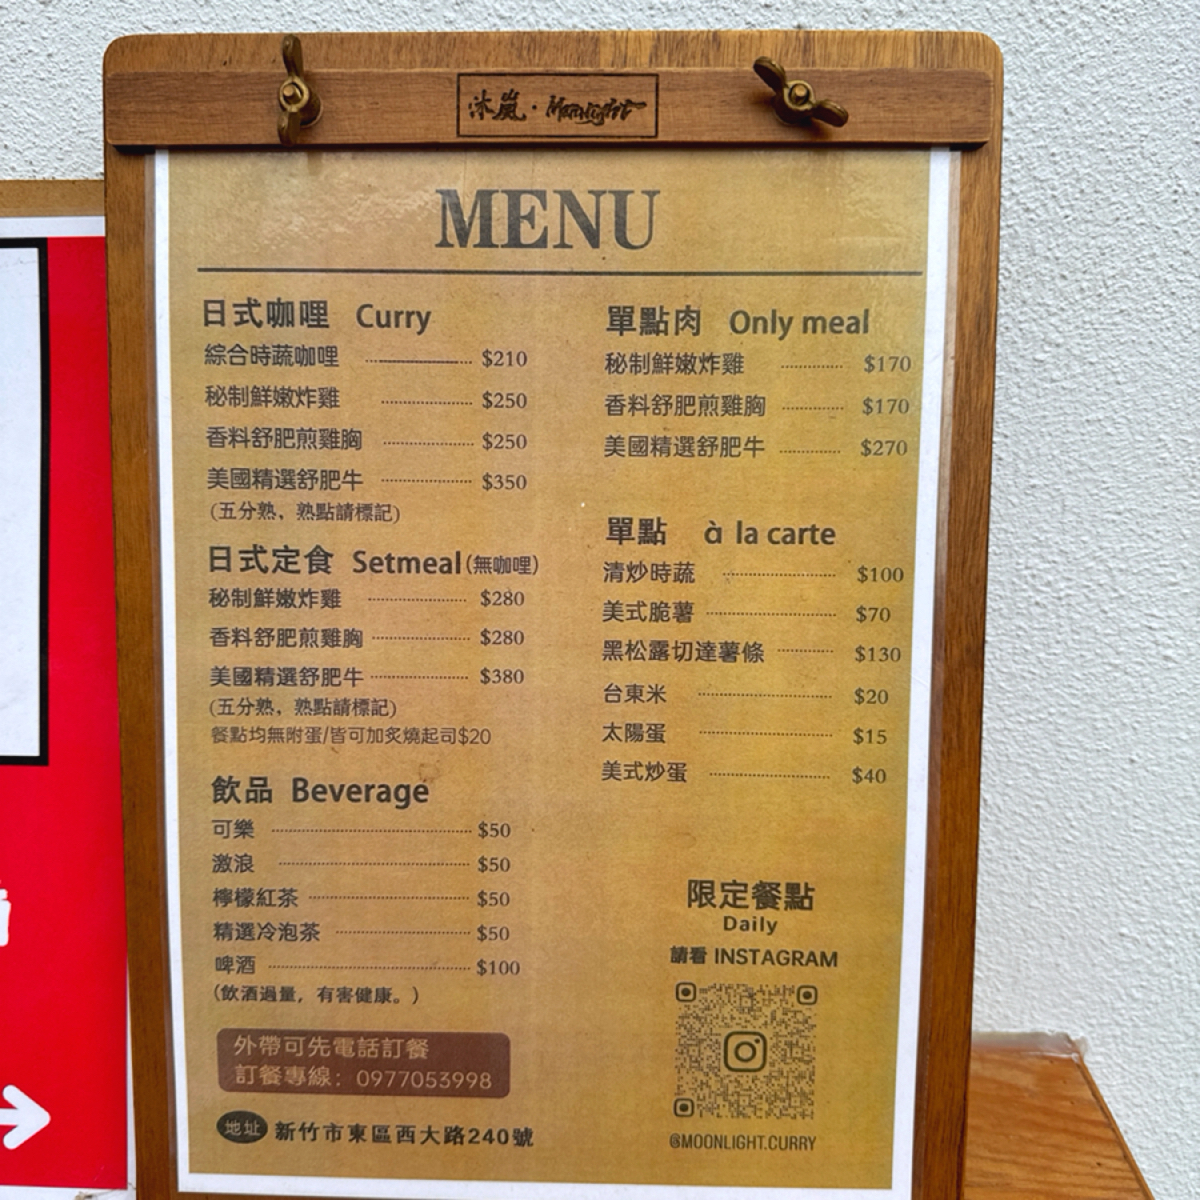 沐嵐・Moonlight
MENU
日式咖哩 Curry
綜合時蔬咖哩 $210
秘制鮮嫩炸雞 $250
香料舒肥煎雞胸 $250
美國精選舒肥牛 $350
(五分熟，熟點請標記)
日式定食 Setmeal(無咖哩)
秘制鮮嫩炸雞 $280
香料舒肥煎雞胸 $280
美國精選舒肥牛 $380
(五分熟，熟點請標記)
餐點均無附蛋/皆可加炙燒起司$20
飲品 Beverage
可樂 $50
激浪 $50
檸檬紅茶 $50
精選冷泡茶 $50
啤酒 $100
(飲酒過量，有害健康。)
外帶可先電話訂餐
訂餐專線：0977053998
地址 新竹市東區西大路240號
單點肉 Only meal
秘制鮮嫩炸雞 $170
香料舒肥煎雞胸 $170
美國精選舒肥牛 $270
單點 à la carte
清炒時蔬 $100
美式脆薯 $70
黑松露切達薯條 $130
台東米 $20
太陽蛋 $15
美式炒蛋 $40
限定餐點
Daily
請看 INSTAGRAM
@MOONLIGHT.CURRY